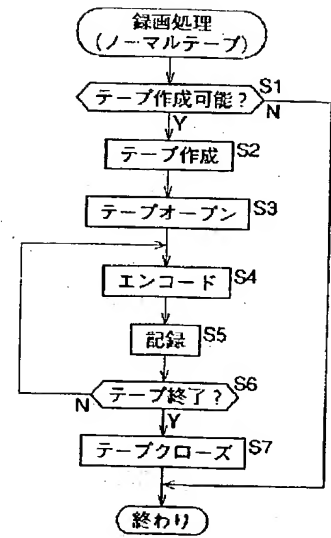 録画処理
(ノーマルテープ)
テープ作成可能?
S1
N
Y
テープ作成
S2
テープオープン
S3
エンコード
S4
記録
S5
テープ終了?
S6
N
Y
テープクローズ
S7
終わり